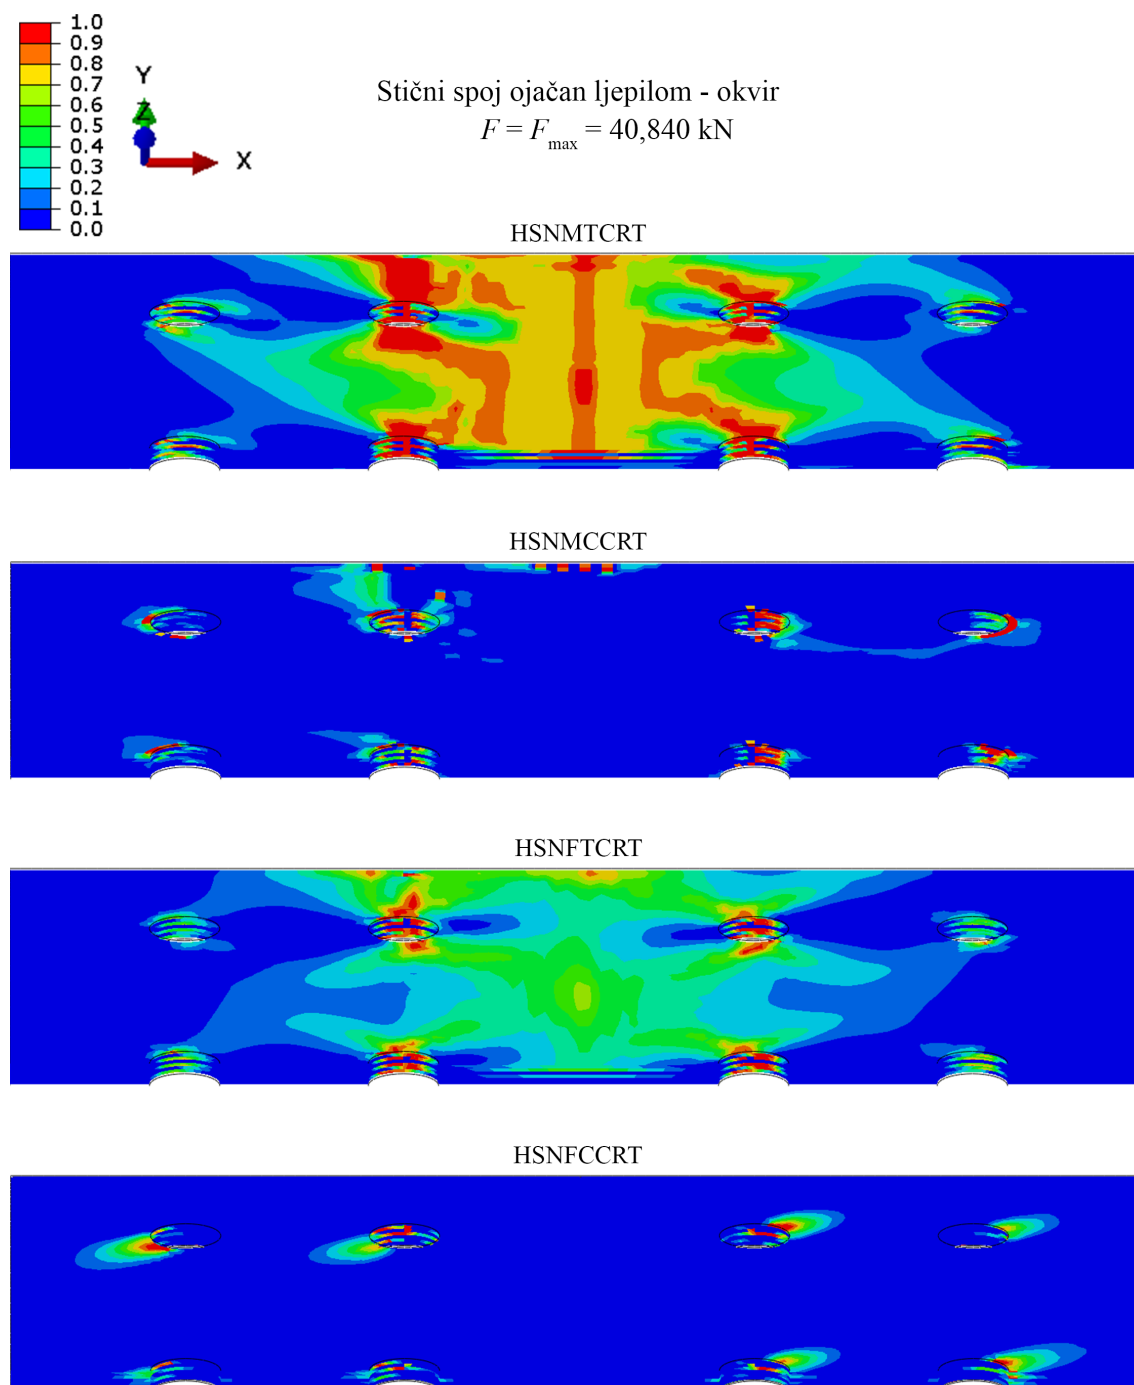 1.0
0.9
0.8
0.7
0.6
0.5
0.4
0.3
0.2
0.1
0.0
Y
Z
X
Stični spoj ojačan ljepilom - okvir
F = Fmax = 40,840 kN
HSNMTCRT
HSNMCCRT
HSNFTCRT
HSNFCCRT